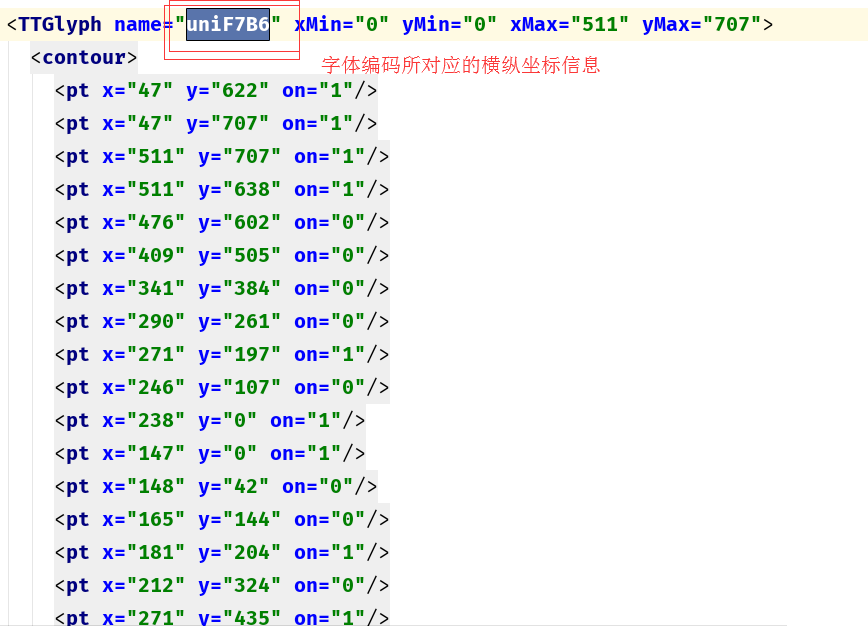 <TTGlyph name="uniF7B6" xMin="0" yMin="0" xMax="511" yMax="707">
<contour>
字体编码所对应的横纵坐标信息
<pt x="47" y="622" on="1"/>
<pt x="47" y="707" on="1"/>
<pt x="511" y="707" on="1"/>
<pt x="511" y="638" on="1"/>
<pt x="476" y="602" on="0"/>
<pt x="409" y="505" on="0"/>
<pt x="341" y="384" on="0"/>
<pt x="290" y="261" on="0"/>
<pt x="271" y="197" on="1"/>
<pt x="246" y="107" on="0"/>
<pt x="238" y="0" on="1"/>
<pt x="147" y="0" on="1"/>
<pt x="148" y="42" on="0"/>
<pt x="165" y="144" on="0"/>
<pt x="181" y="204" on="1"/>
<pt x="212" y="324" on="0"/>
<pt x="271" y="435" on="1"/>